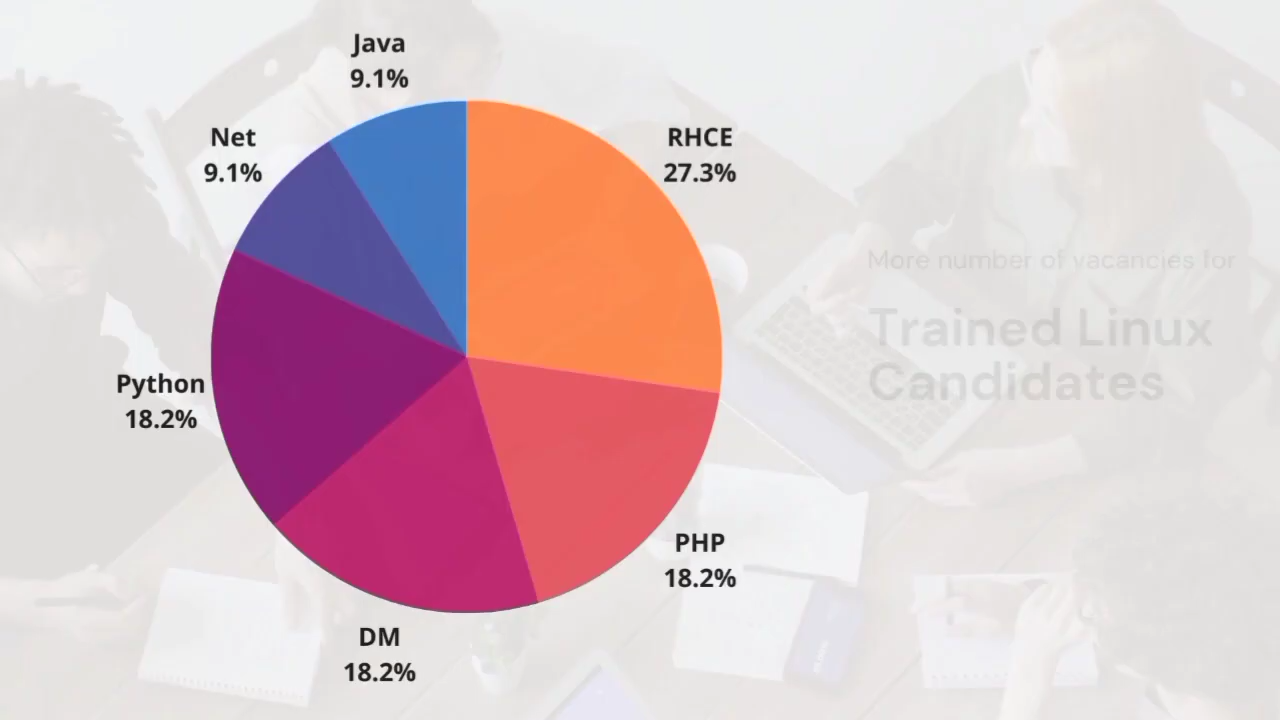 Java
9.1%
Net
9.1%
RHCE
27.3%
More number of vacancies for
Trained Linux
Candidates
Python
18.2%
PHP
18.2%
DM
18.2%